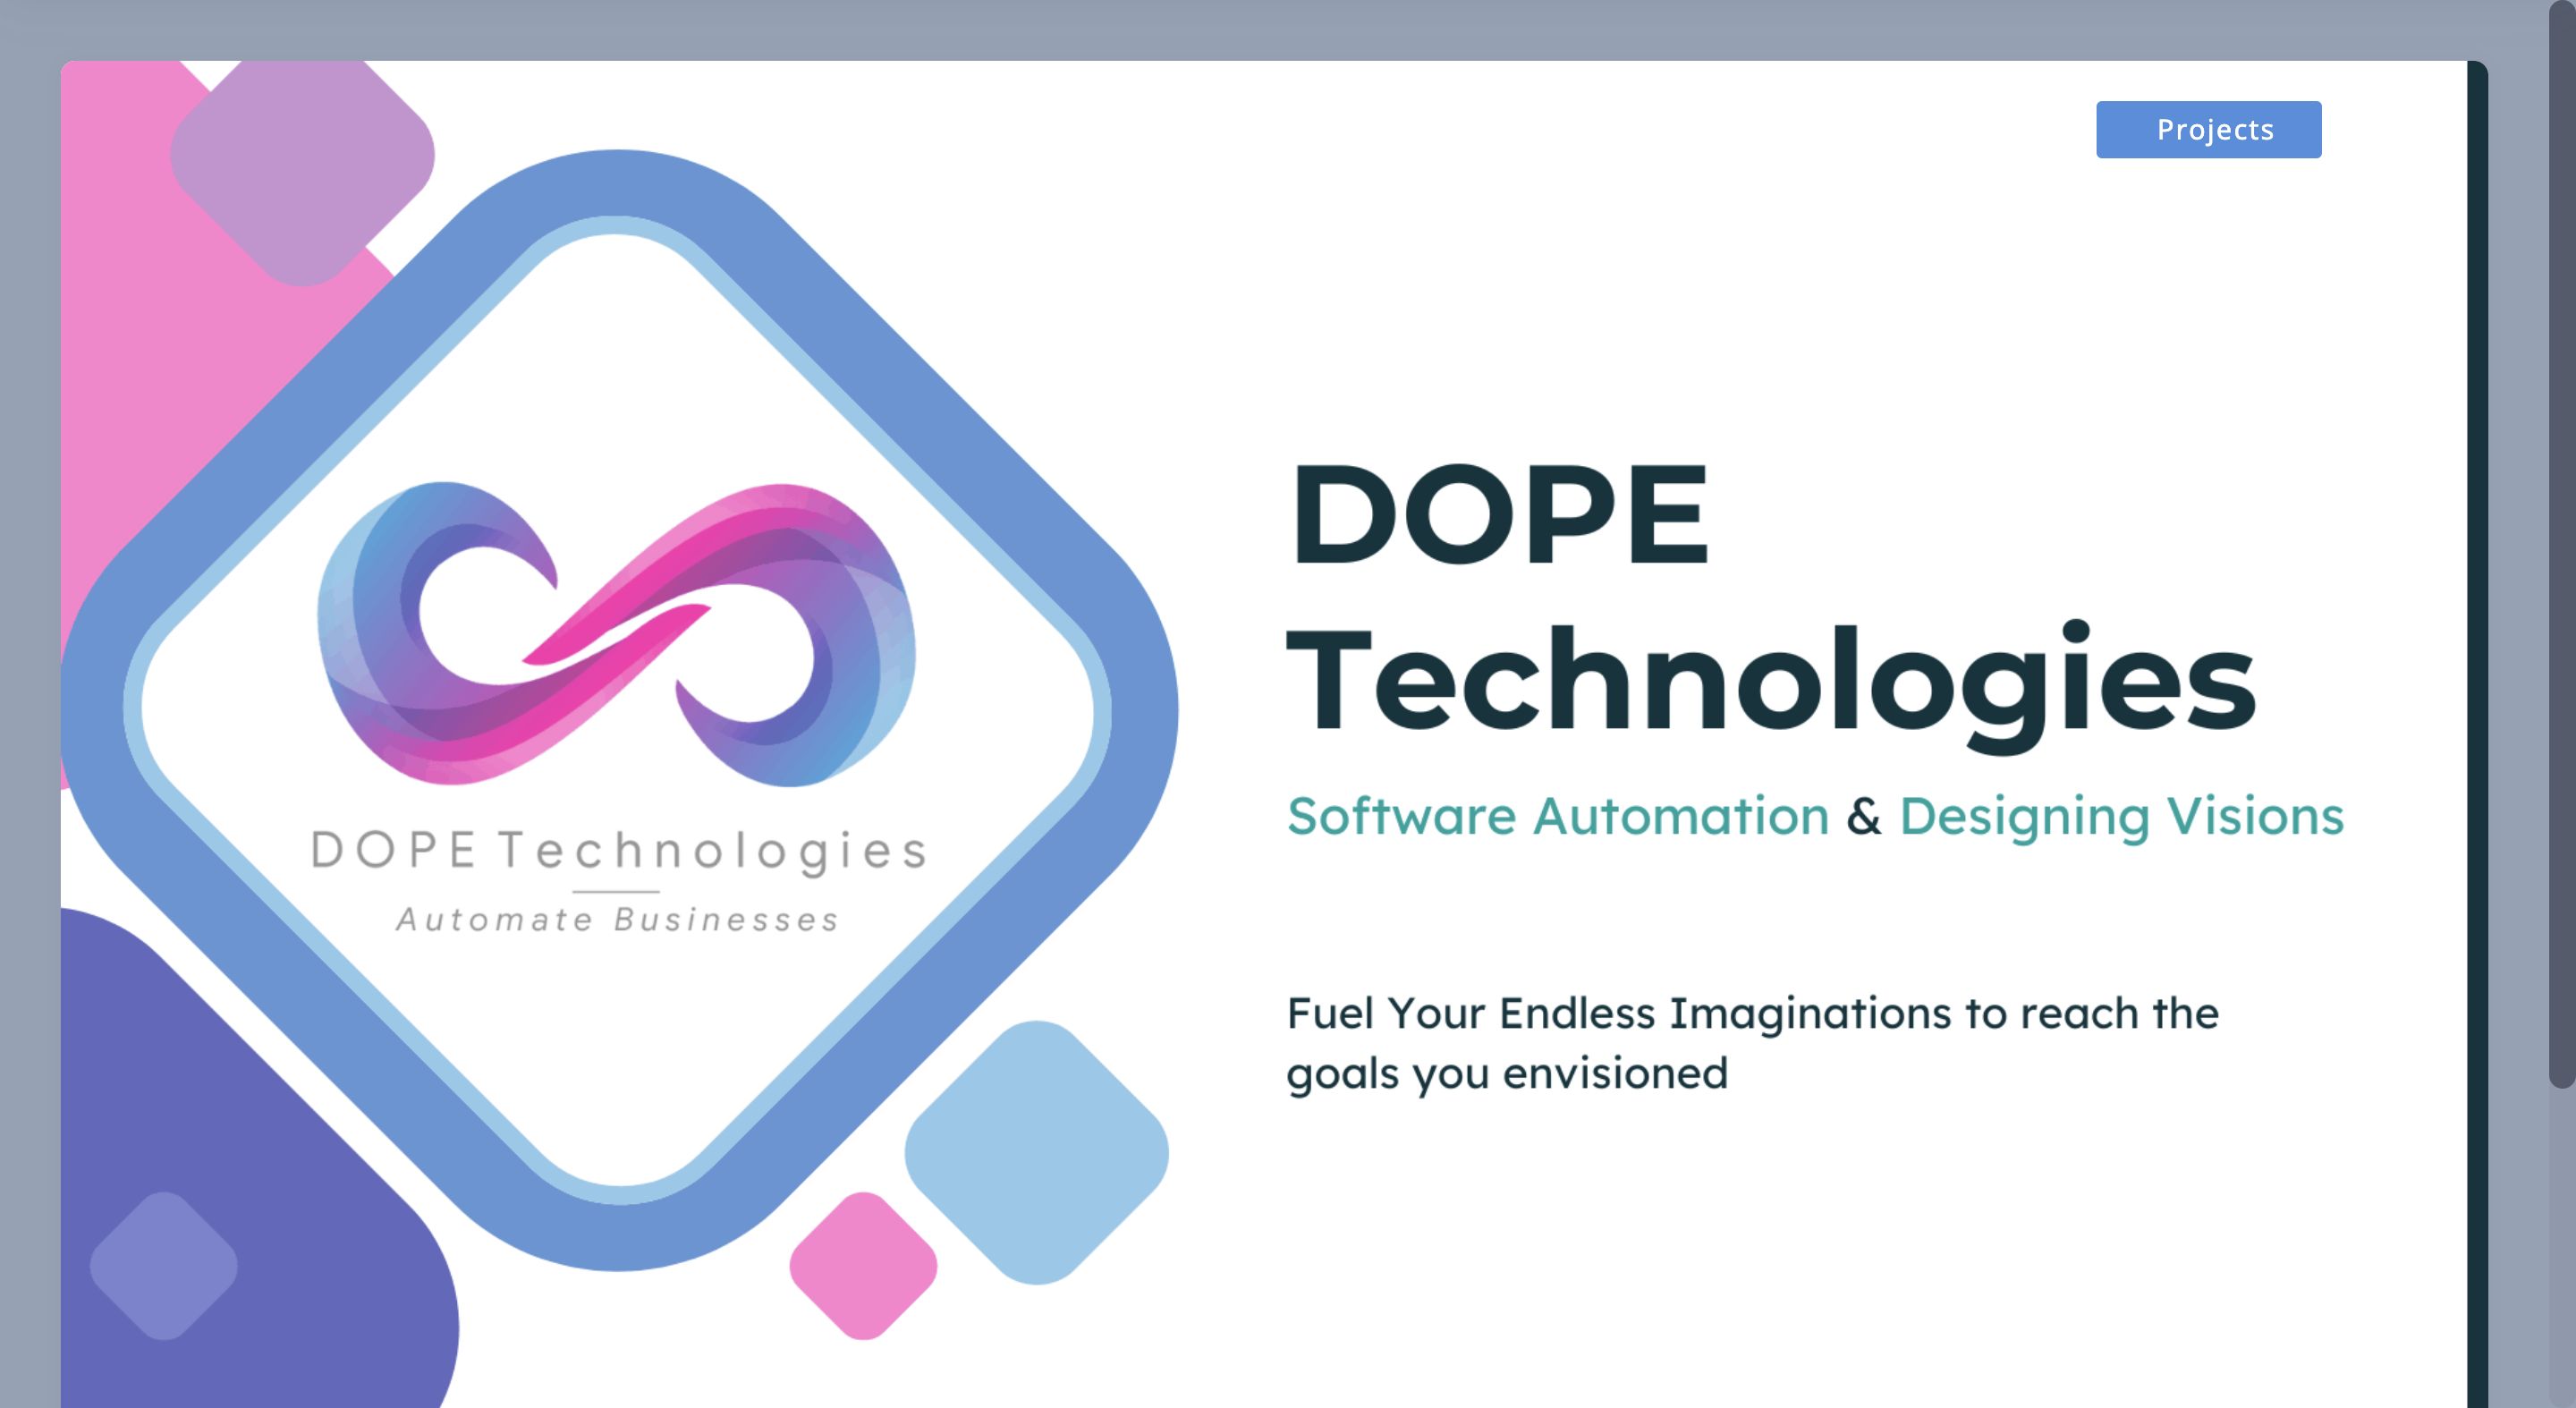 Projects
DOPE Technologies
Automate Businesses
DOPE
Technologies
Software Automation & Designing Visions
Fuel Your Endless Imaginations to reach the
goals you envisioned